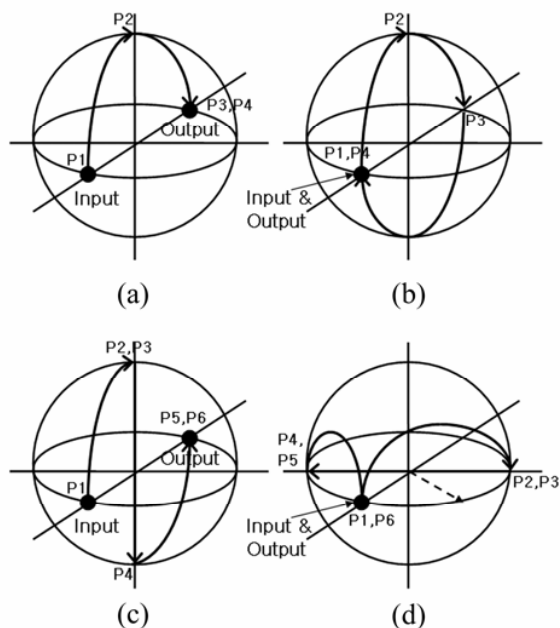 P2
P3,P4
Output
P1
Input
(a)
P2
P3
P1,P4
Input &
Output
(b)
P2,P3
P5,P6
Output
P1
Input
P4
(c)
P4,
P5
P2,P3
P1,P6
Input &
Output
(d)